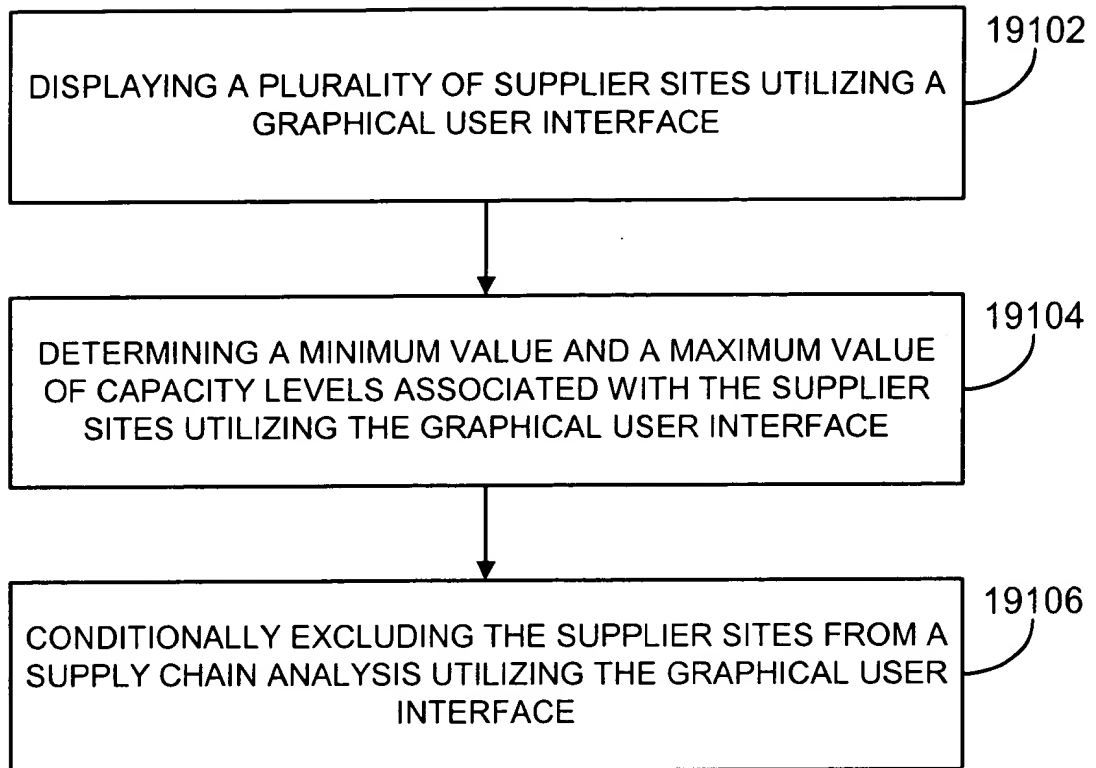 19102
DISPLAYING A PLURALITY OF SUPPLIER SITES UTILIZING A
GRAPHICAL USER INTERFACE
19104
DETERMINING A MINIMUM VALUE AND A MAXIMUM VALUE
OF CAPACITY LEVELS ASSOCIATED WITH THE SUPPLIER
SITES UTILIZING THE GRAPHICAL USER INTERFACE
19106
CONDITIONALLY EXCLUDING THE SUPPLIER SITES FROM A
SUPPLY CHAIN ANALYSIS UTILIZING THE GRAPHICAL USER
INTERFACE